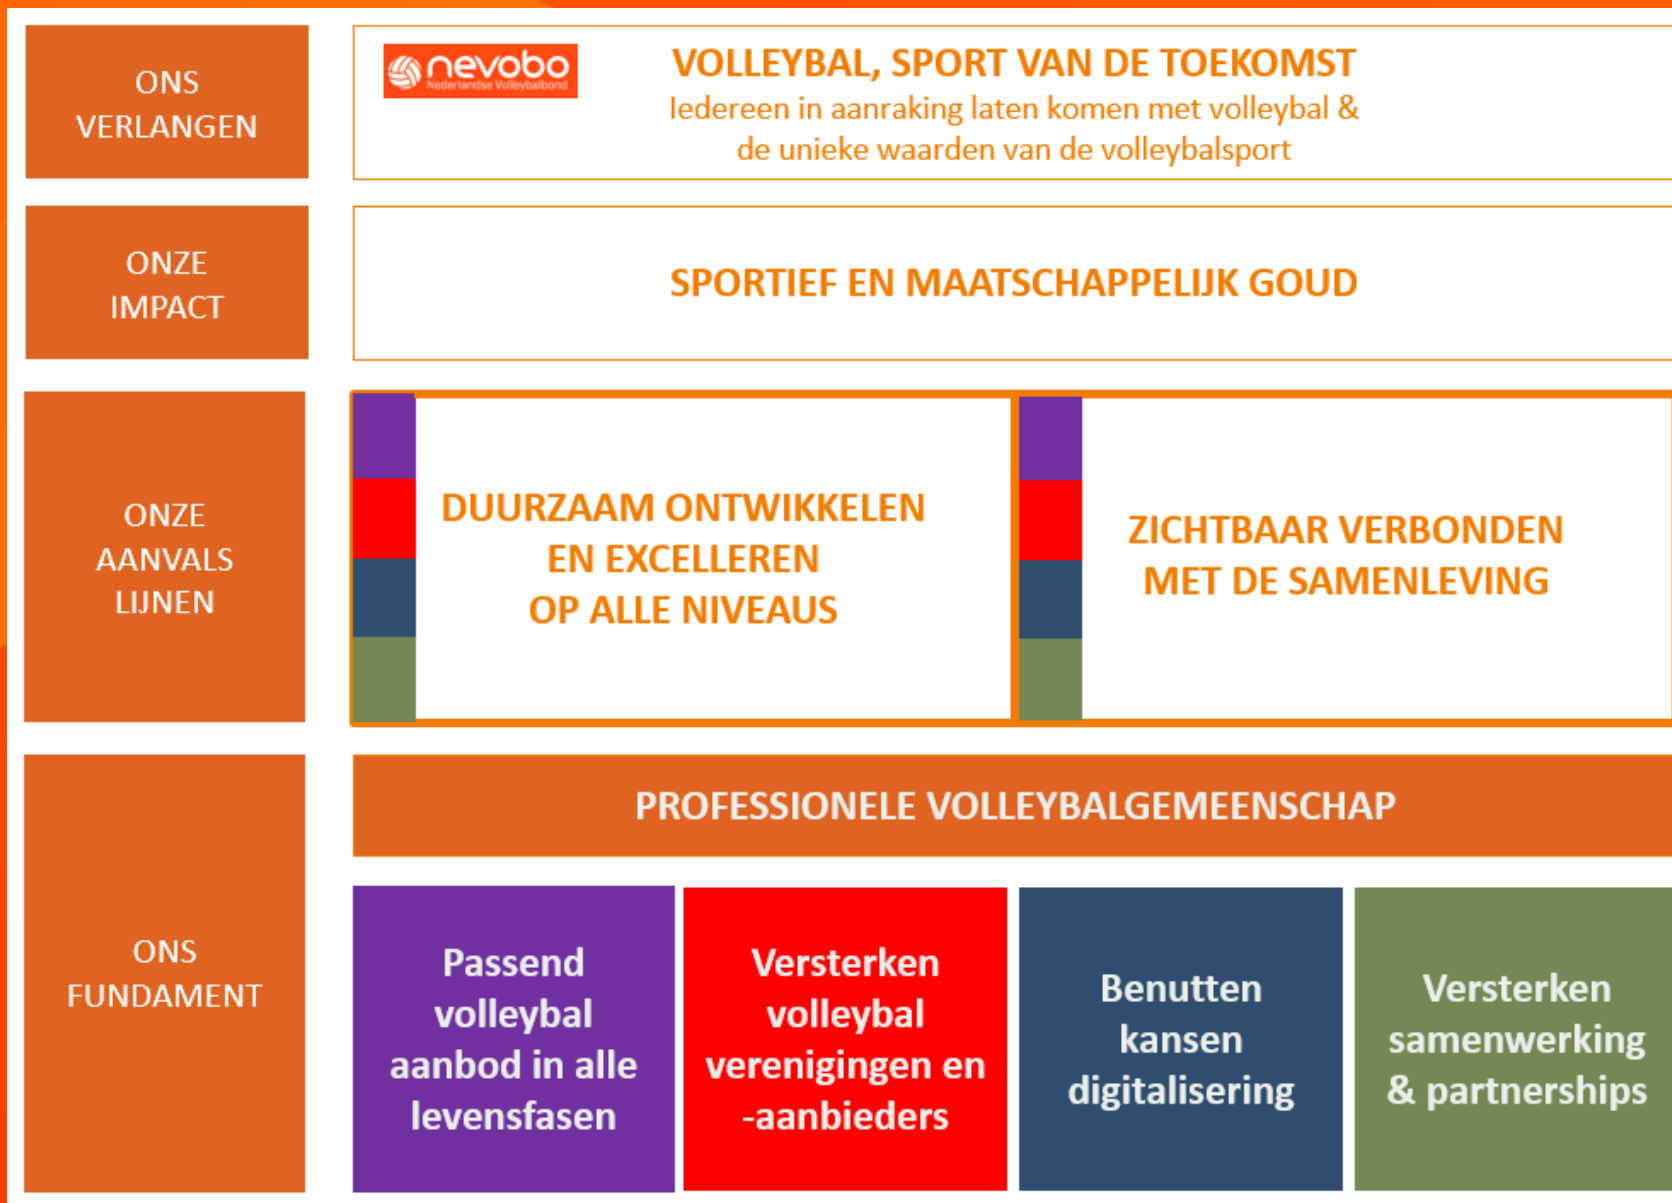 ONS
VERLANGEN
nevobo
Nederlandse Volleybalbond
VOLLEYBAL, SPORT VAN DE TOEKOMST
Iedereen in aanraking laten komen met volleybal &
de unieke waarden van de volleybalsport
ONZE
IMPACT
SPORTIEF EN MAATSCHAPPELIJK GOUD
ONZE
AANVALS
LIJNEN
DUURZAAM ONTWIKKELEN
EN EXCELLEREN
OP ALLE NIVEAUS
ZICHTBAAR VERBONDEN
MET DE SAMENLEVING
ONS
FUNDAMENT
PROFESSIONELE VOLLEYBALGEMEENSCHAP
Passend
volleybal
aanbod in alle
levensfasen
Versterken
volleybal
verenigingen en
-aanbieders
Benutten
kansen
digitalisering
Versterken
samenwerking
& partnerships